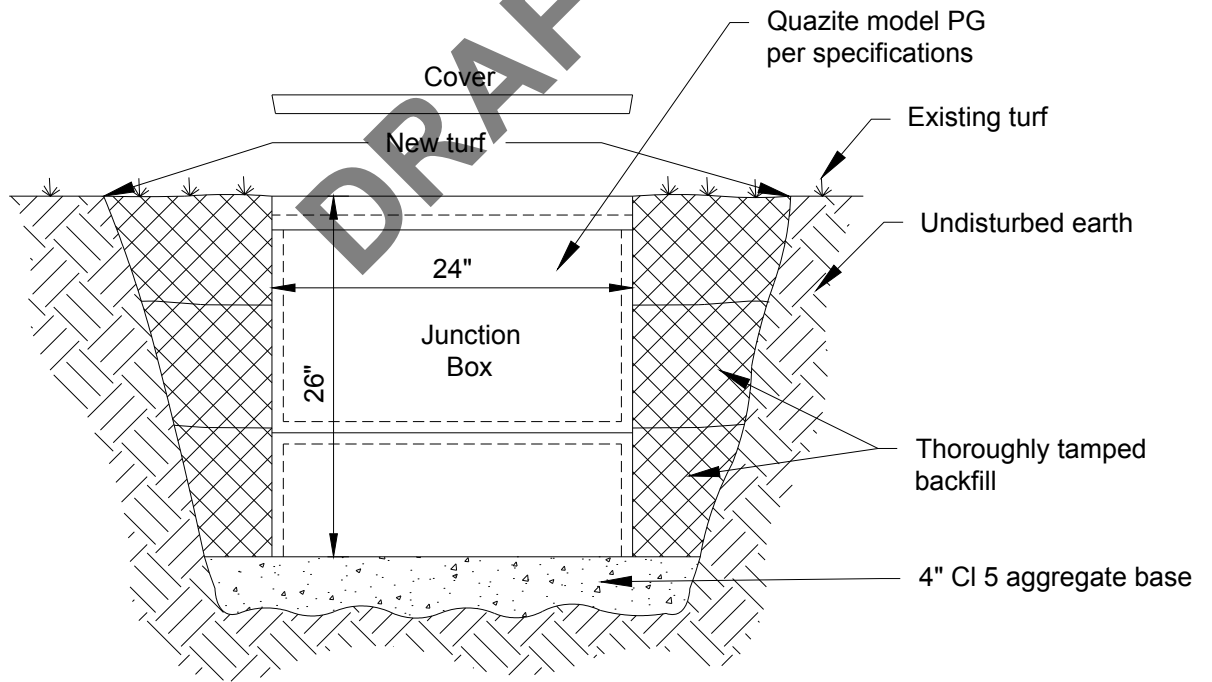 Quazite model PG
per specifications
Cover
Existing turf
New turf
Undisturbed earth
24"
Junction
Box
26"
Thoroughly tamped
backfill
4" Cl 5 aggregate base
DRAF